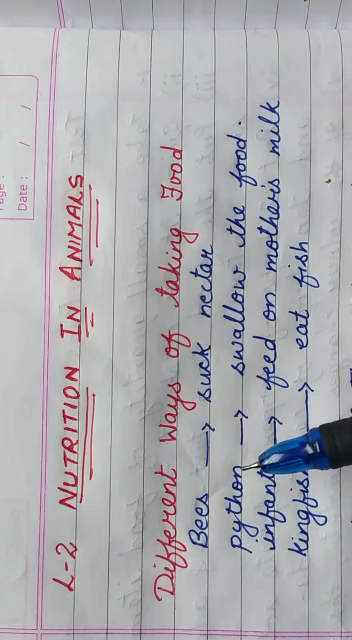 Page:
Date: / /
L-2 NUTRITION IN ANIMALS
Different Ways of taking Food
Bees → suck nectar
Python → swallow the food.
infant → feed on mother's milk
kingfis → eat fish